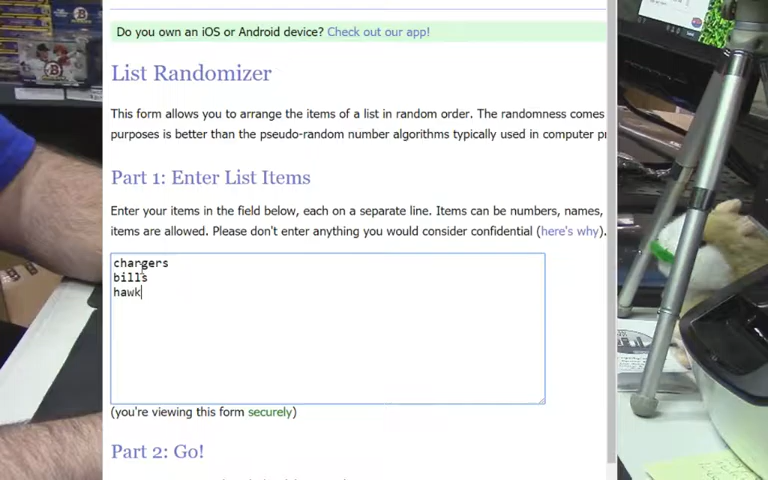 Do you own an iOS or Android device? Check out our app!
List Randomizer
This form allows you to arrange the items of a list in random order. The randomness comes
purposes is better than the pseudo-random number algorithms typically used in computer
Part 1: Enter List Items
Enter your items in the field below, each on a separate line. Items can be numbers, names,
items are allowed. Please don't enter anything you would consider confidential (here's why).
chargers
bills
hawk
(you're viewing this form securely)
Part 2: Go!